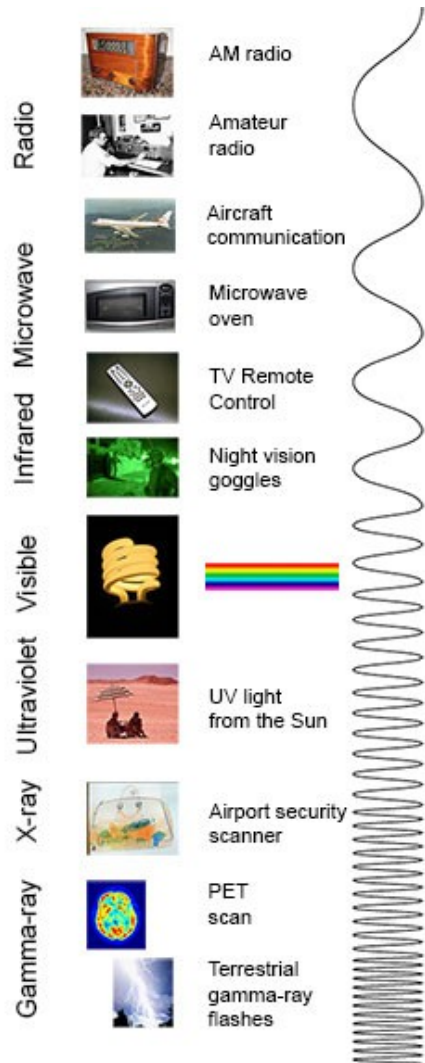 AM radio
Radio
Amateur
radio
Aircraft
communication
Microwave
Microwave
oven
TV Remote
Control
Infrared
Night vision
goggles
Visible
Ultraviolet
UV light
from the Sun
X-ray
Airport security
scanner
Gamma-ray
PET
scan
Terrestrial
gamma-ray
flashes